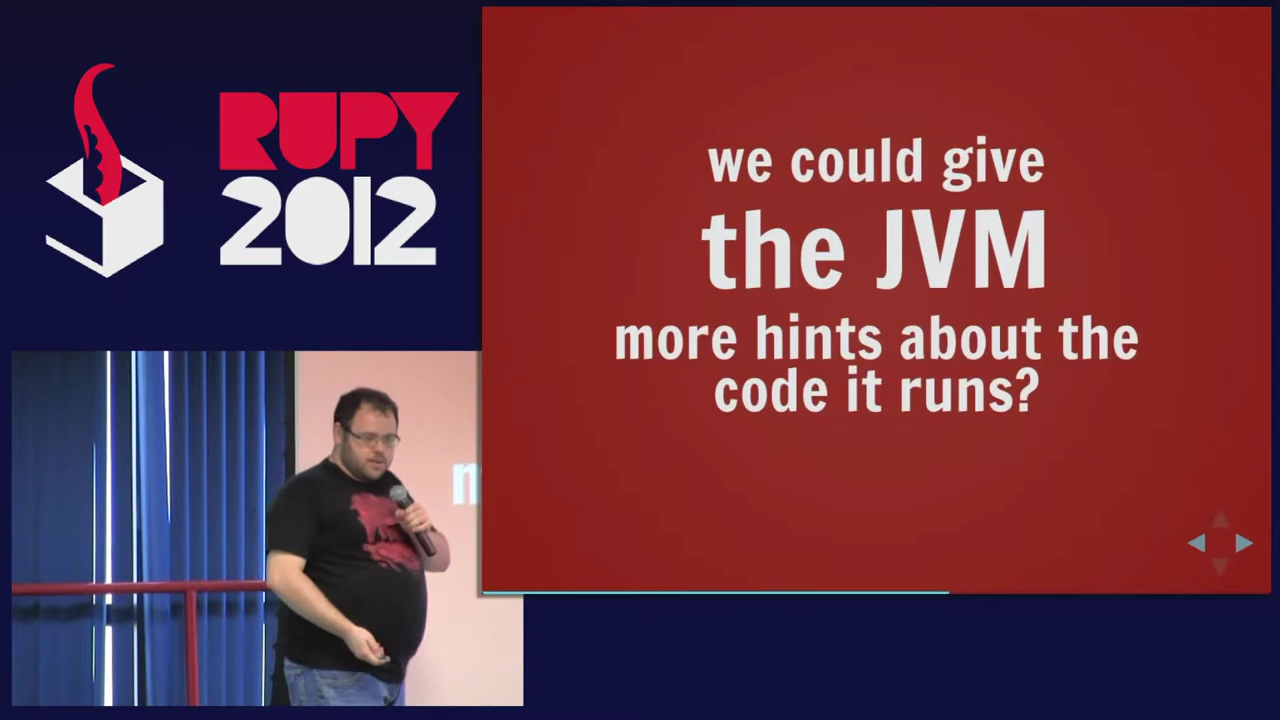 RUPY
2012
we could give
the JVM
more hints about the
code it runs?